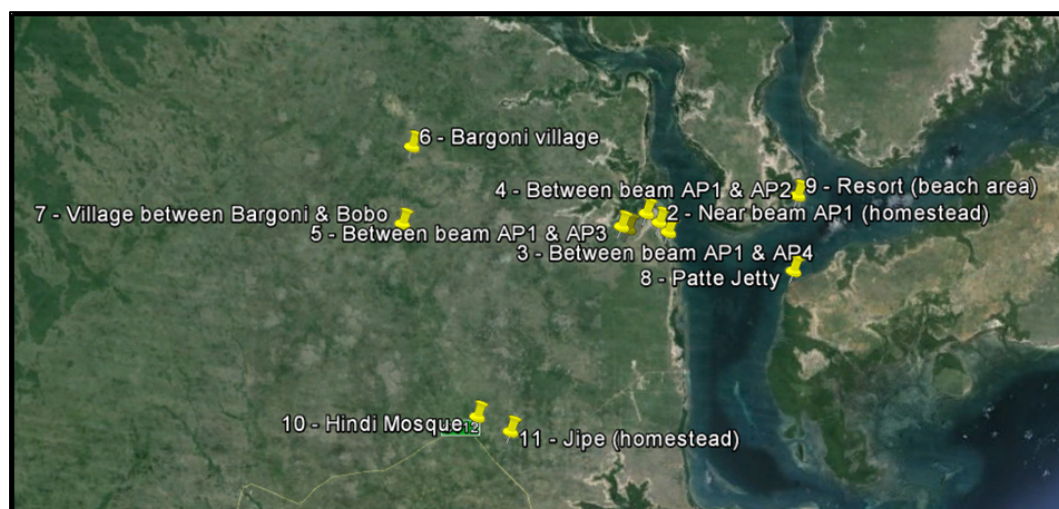 6 - Bargoni village
4 - Between beam AP1 & AP2
9 - Resort (beach area)
7 - Village between Bargoni & Bobo
2 - Near beam AP1 (homestead)
5 - Between beam AP1 & AP3
3 - Between beam AP1 & AP4
8 - Patte Jetty
10 - Hindi Mosque
11 - Jipe (homestead)